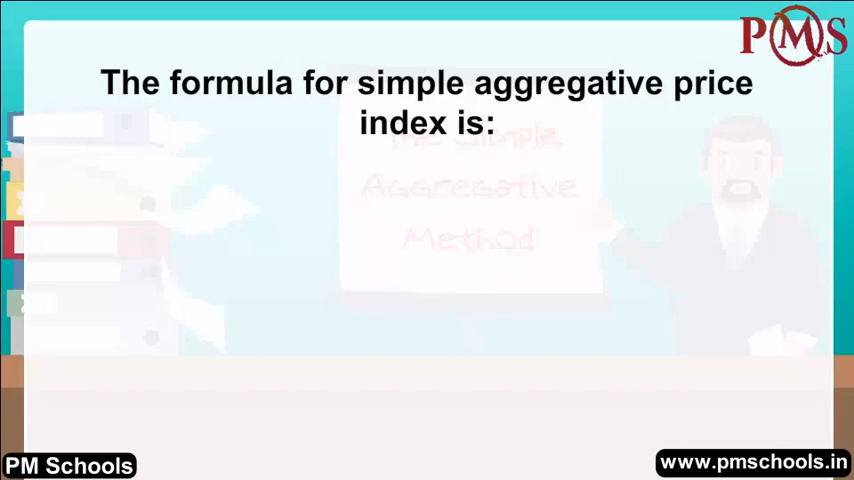 PMS
The formula for simple aggregative price
index is:
The Simple
Aggregative
Method
PM Schools
www.pmschools.in